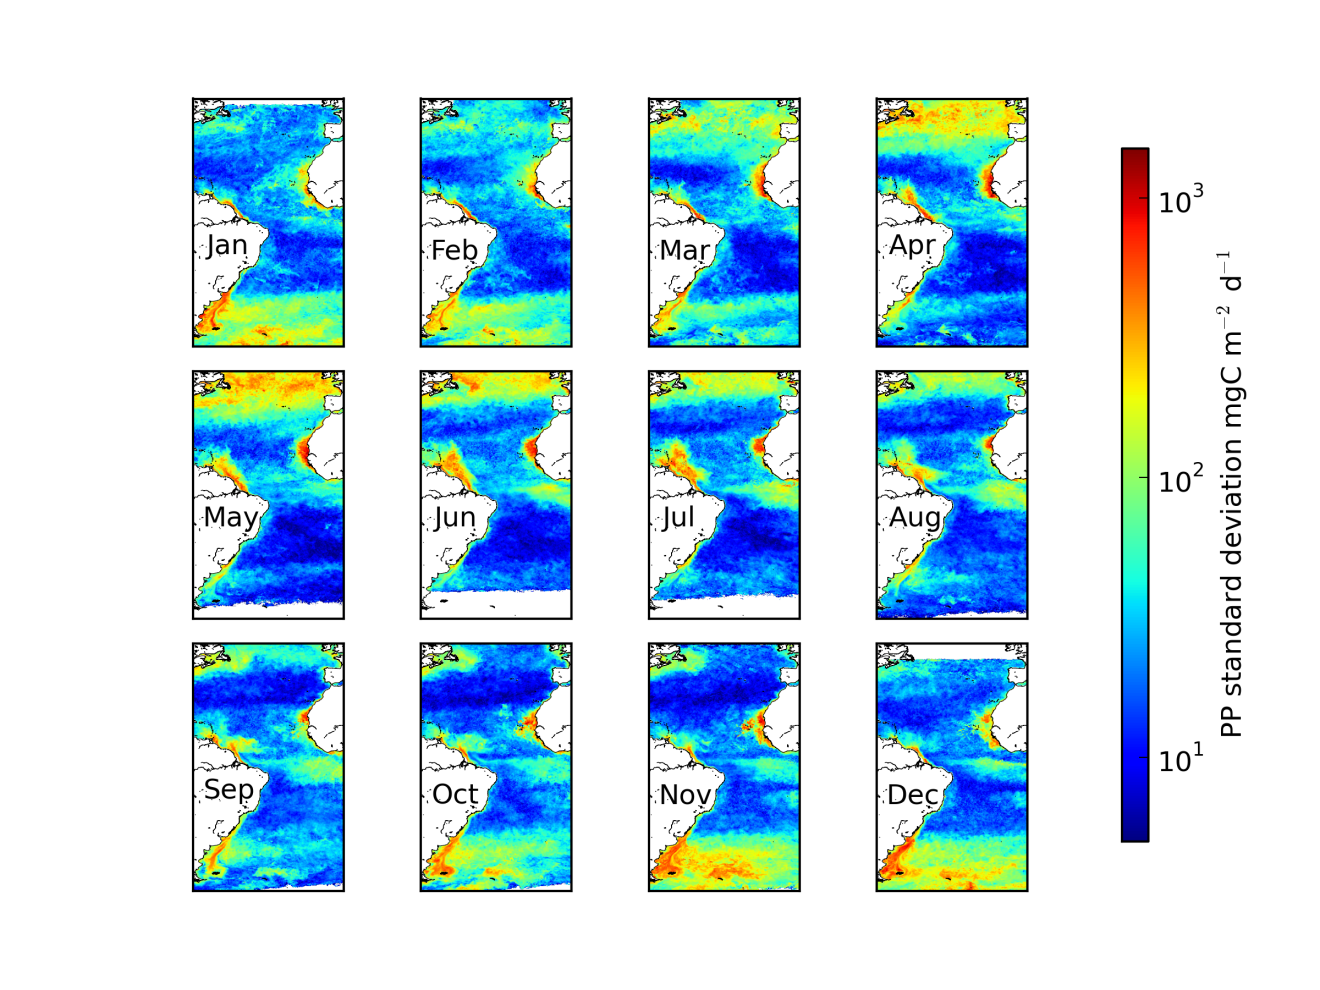 Jan
Feb
Mar
Apr
May
Jun
Jul
Aug
Sep
Oct
Nov
Dec
10³
10²
10¹
PP standard deviation mgC m⁻² d⁻¹